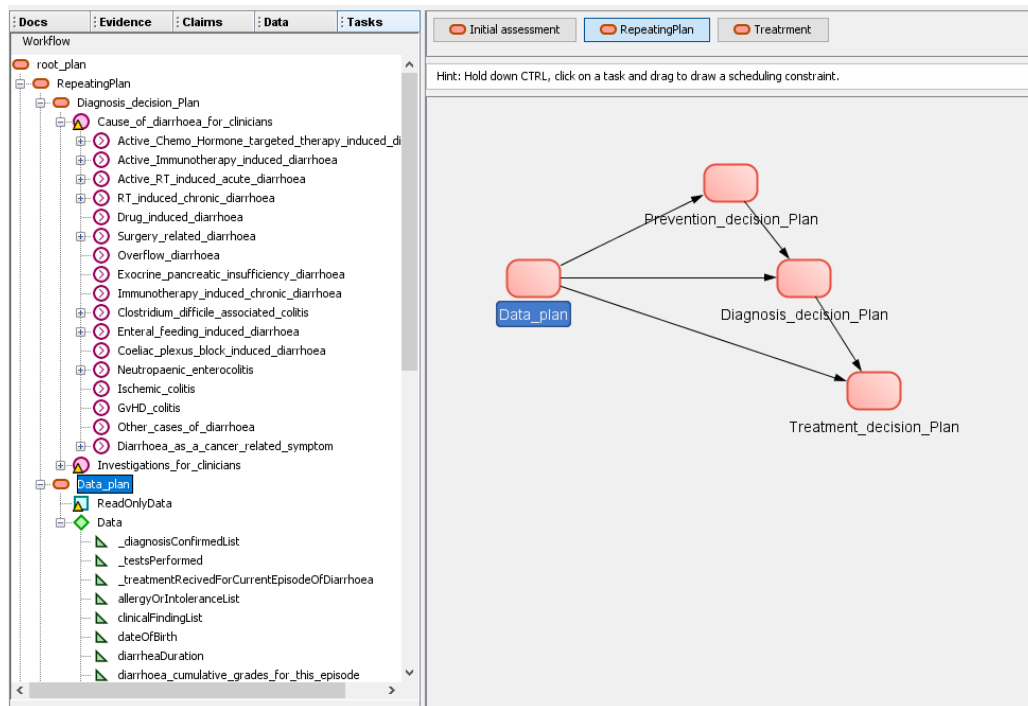 Docs
Evidence
Claims
Data
Tasks
Workflow
root_plan
RepeatingPlan
Diagnosis_decision_Plan
Cause_of_diarrhoea_for_clinicians
Active_Chemo_Hormone_targeted_therapy_induced_di
Active_Immunotherapy_induced_diarrhoea
Active_RT_induced_acute_diarrhoea
RT_induced_chronic_diarrhoea
Drug_induced_diarrhoea
Surgery_related_diarrhoea
Overflow_diarrhoea
Exocrine_pancreatic_insufficiency_diarrhoea
Immunotherapy_induced_chronic_diarrhoea
Clostridium_difficile_associated_colitis
Enteral_feeding_induced_diarrhoea
Coeliac_plexus_block_induced_diarrhoea
Neutropaenic_enterocolitis
Ischemic_colitis
GvHD_colitis
Other_cases_of_diarrhoea
Diarrhoea_as_a_cancer_related_symptom
Investigations_for_clinicians
Data_plan
ReadOnlyData
Data
_diagnosisConfirmedList
_testsPerformed
_treatmentRecivedForCurrentEpisodeOfDiarrhoea
allergyOrIntoleranceList
clinicalFindingList
dateOfBirth
diarrheaDuration
diarrhoea_cumulative_grades_for_this_episode
Initial assessment
RepeatingPlan
Treatrment
Hint: Hold down CTRL, click on a task and drag to draw a scheduling constraint.
Prevention_decision_Plan
Data_plan
Diagnosis_decision_Plan
Treatment_decision_Plan